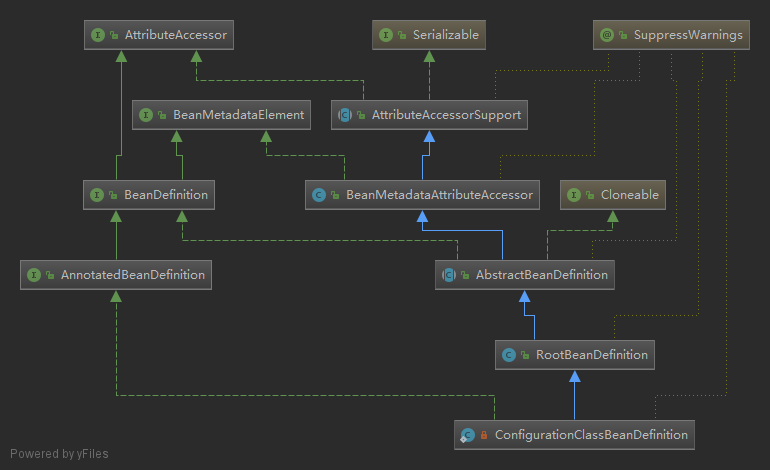 AttributeAccessor
Serializable
SuppressWarnings
BeanMetadataElement
AttributeAccessorSupport
BeanDefinition
BeanMetadataAttributeAccessor
Cloneable
AnnotatedBeanDefinition
AbstractBeanDefinition
RootBeanDefinition
ConfigurationClassBeanDefinition
Powered by yFiles